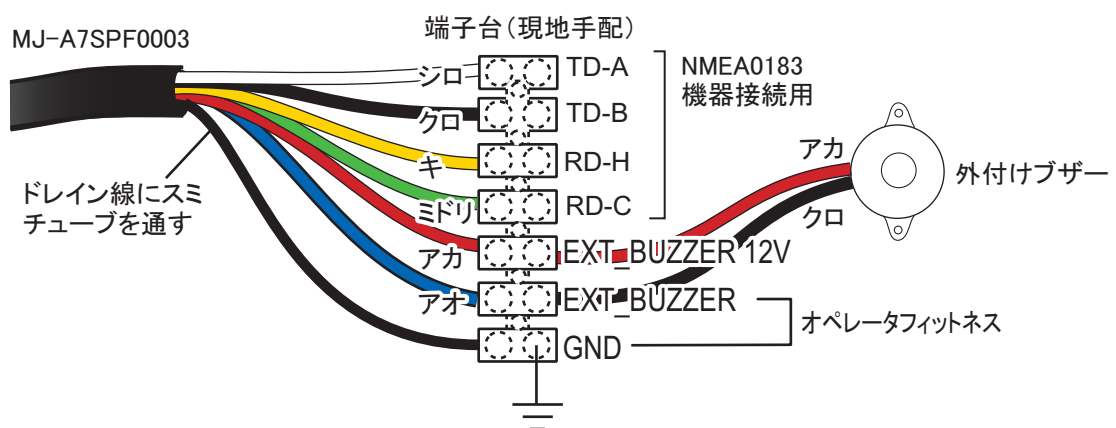 端子台(現地手配)
MJ-A7SPF0003
シロ
TD-A
NMEA0183
機器接続用
クロ
TD-B
キ
RD-H
アカ
外付けブザー
ドレイン線にスミ
チューブを通す
ミドリ
RD-C
クロ
アカ
EXT_BUZZER 12V
アオ
EXT_BUZZER
オペレータフィットネス
GND